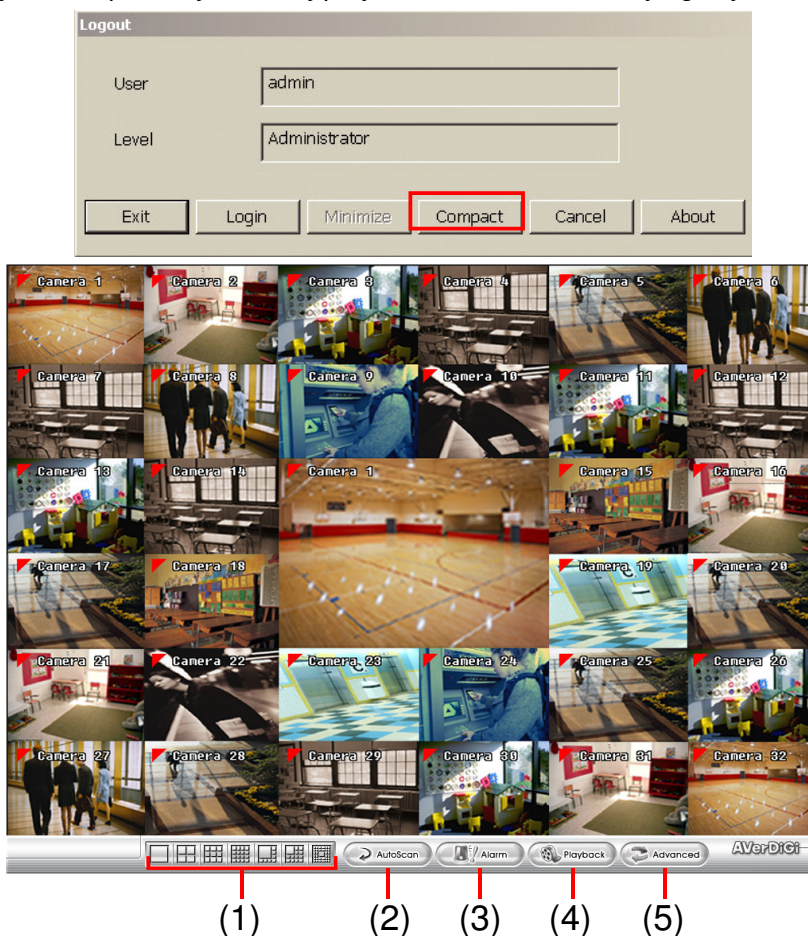 Logout
User admin
Level Administrator
Exit Login Minimize Compact Cancel About
Camera 1 Camera 2 Camera 3 Camera 4 Camera 5 Camera 6
Camera 7 Camera 8 Camera 9 Camera 10 Camera 11 Camera 12
Camera 13 Camera 14 Camera 1 Camera 15 Camera 16
Camera 17 Camera 18 Camera 19 Camera 20
Camera 21 Camera 22 Camera 23 Camera 24 Camera 25 Camera 26
Camera 27 Camera 28 Camera 29 Camera 30 Camera 31 Camera 32
AutoScan Alarm Playback Advanced AVerDiGi
(1) (2) (3) (4) (5)